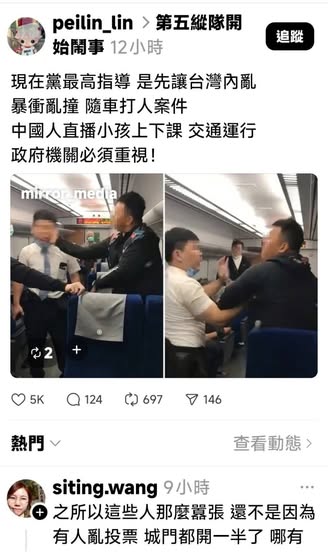 peilin_lin > 第五縱隊開
始鬧事 12小時
追蹤
現在黨最高指導 是先讓台灣內亂
暴衝亂撞 隨車打人案件
中國人直播小孩上下課 交通運行
政府機關必須重視!
mirror_media
2
5K
124
697
146
熱門
查看動態 >
siting.wang 9小時
之所以這些人那麼囂張 還不是因為
有人亂投票 城門都開一半了 哪有